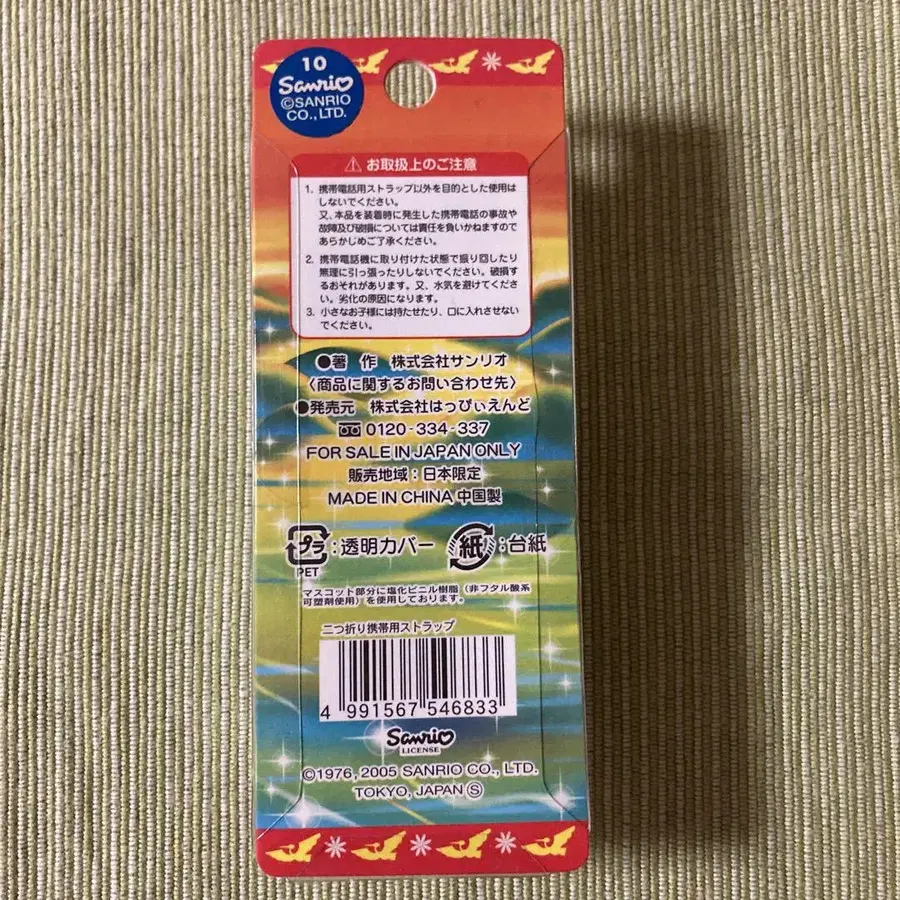 10
Sanrio
©SANRIO
CO.,LTD.
⚠ お取扱上のご注意
1. 携帯電話用ストラップ以外を目的とした使用は
しないでください。
又、本品を装着時に発生した携帯電話の事故や
故障及び破損については責任を負いかねますので
あらかじめご了承ください。
2. 携帯電話機に取り付けた状態で振り回したり
無理に引っ張ったりしないでください。破損する
るおそれがあります。又、水気を避けてくださ
い。劣化の原因になります。
3. 小さなお子様には持たせたり、口に入れさせない
でください。
●著 作 株式会社サンリオ
〈商品に関するお問い合わせ先〉
●発売元 株式会社はっぴぃえんど
0120-334-337
FOR SALE IN JAPAN ONLY
販売地域：日本限定
MADE IN CHINA 中国製
プラ：透明カバー 紙：台紙
PET
マスコット部分に塩化ビニル樹脂（非フタル酸系
可塑剤使用）を使用しております。
二つ折り携帯用ストラップ
4 991567 546833
Sanrio
LICENSE
©1976, 2005 SANRIO CO., LTD.
TOKYO, JAPAN Ⓢ